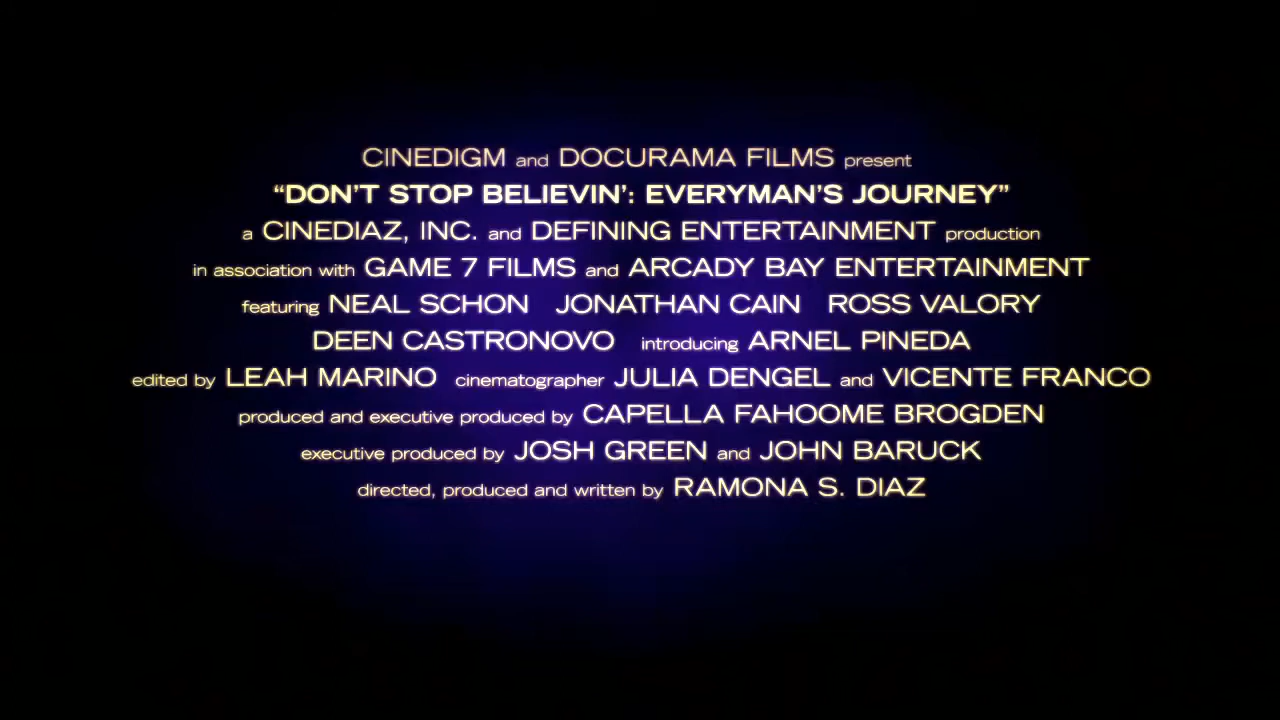 CINEDIGM and DOCURAMA FILMS present
“DON’T STOP BELIEVIN’: EVERYMAN’S JOURNEY”
a CINEDIAZ, INC. and DEFINING ENTERTAINMENT production
in association with GAME 7 FILMS and ARCADY BAY ENTERTAINMENT
featuring NEAL SCHON JONATHAN CAIN ROSS VALORY
DEEN CASTRONOVO introducing ARNEL PINEDA
edited by LEAH MARINO cinematographer JULIA DENGEL and VICENTE FRANCO
produced and executive produced by CAPELLA FAHOOME BROGDEN
executive produced by JOSH GREEN and JOHN BARUCK
directed, produced and written by RAMONA S. DIAZ